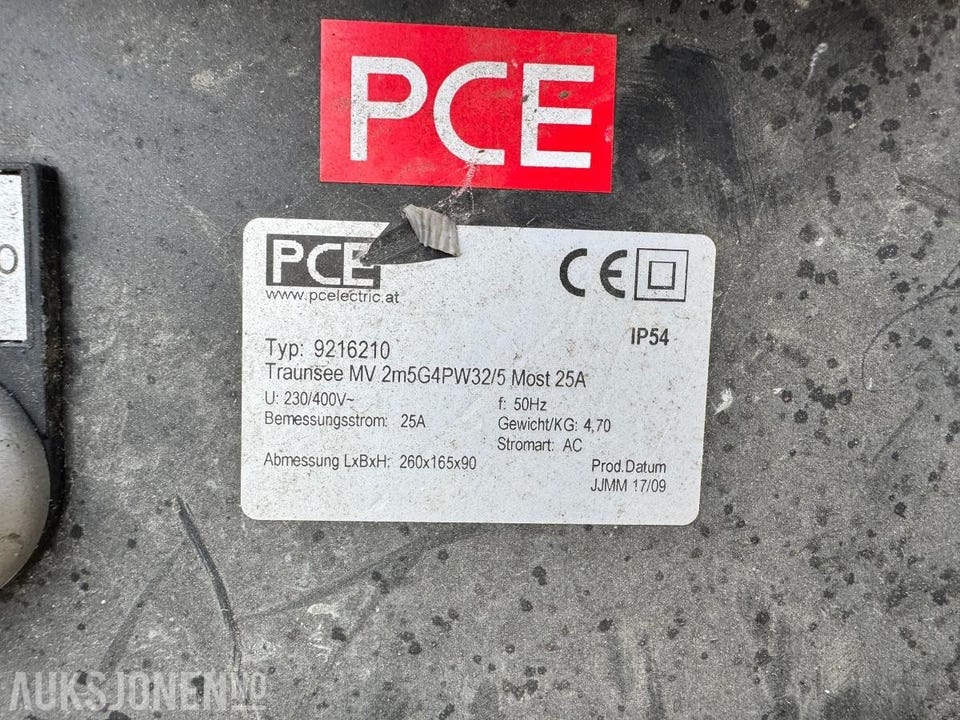 PCE
PCE
www.pcelectric.at
CE
IP54
Typ: 9216210
Traunsee MV 2m5G4PW32/5 Most 25A
U: 230/400V~
f: 50Hz
Bemessungsstrom: 25A
Gewicht/KG: 4,70
Stromart: AC
Abmessung LxBxH: 260x165x90
Prod.Datum
JJMM 17/09
AUKSJONEN.NO